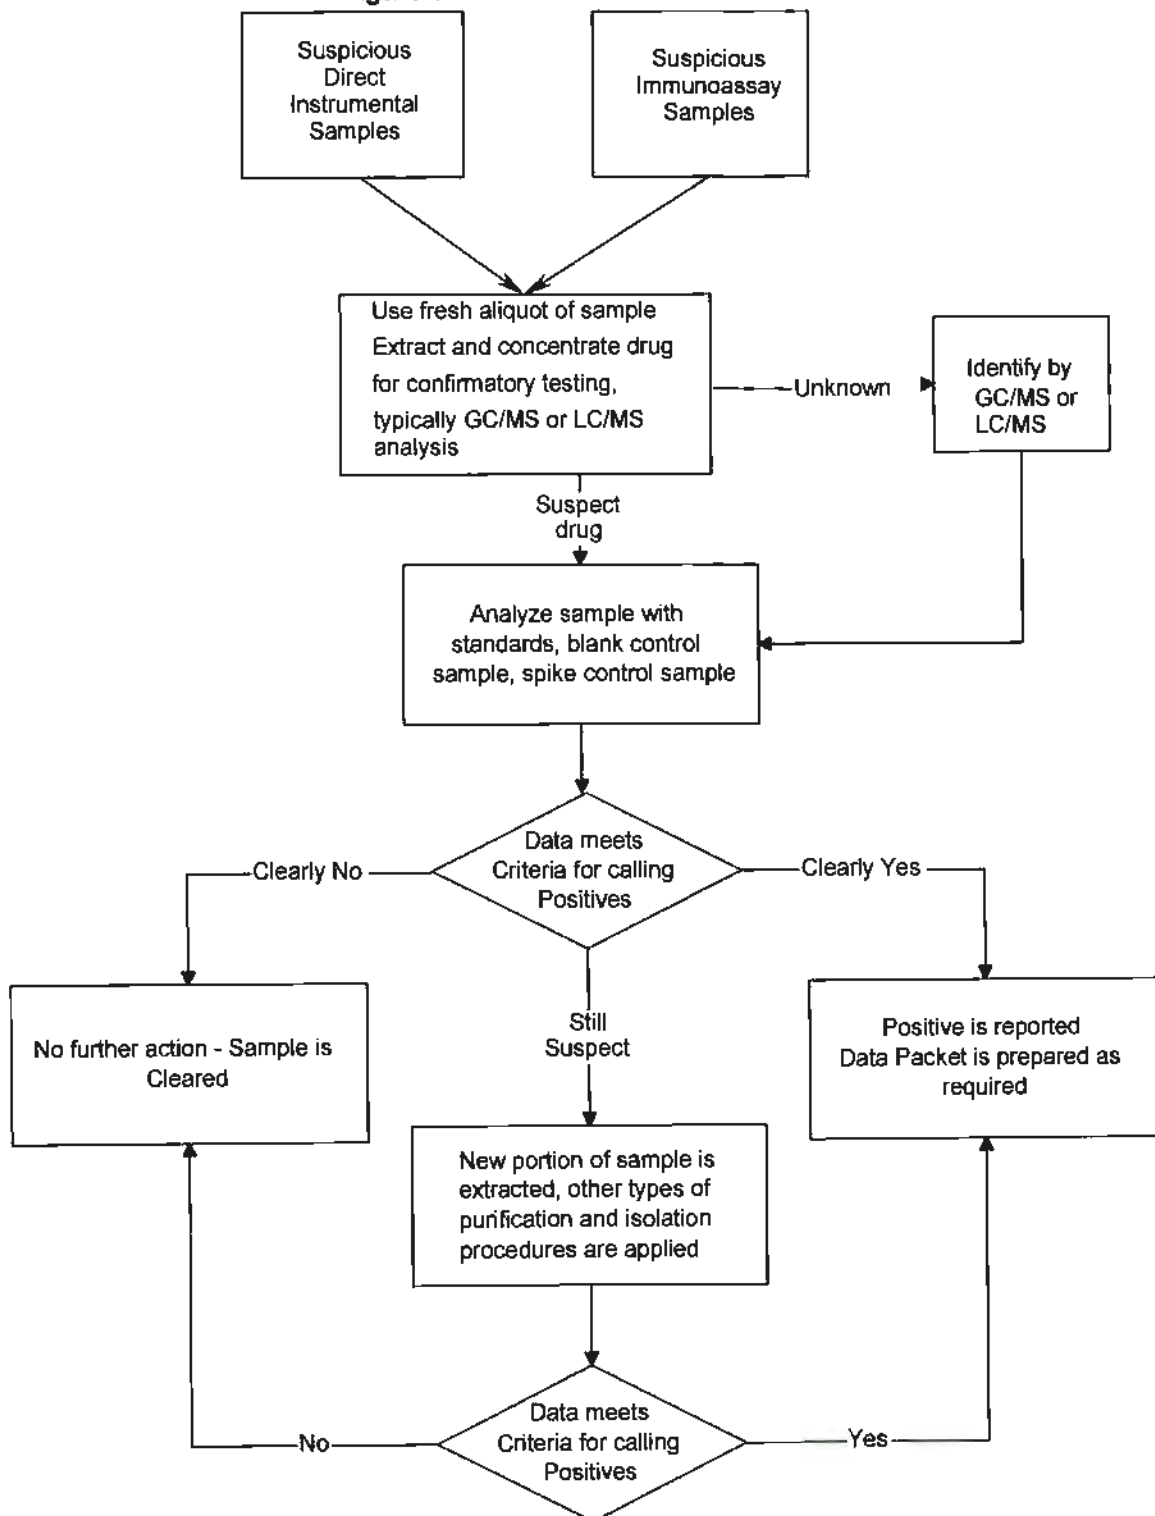 Suspicious
Direct
Instrumental
Samples
Suspicious
Immunoassay
Samples
Use fresh aliquot of sample
Extract and concentrate drug
for confirmatory testing,
typically GC/MS or LC/MS
analysis
Unknown
Identify by
GC/MS or
LC/MS
Suspect
drug
Analyze sample with
standards, blank control
sample, spike control sample
Data meets
Criteria for calling
Positives
Clearly No
Clearly Yes
Still
Suspect
No further action - Sample is
Cleared
Positive is reported
Data Packet is prepared as
required
New portion of sample is
extracted, other types of
purification and isolation
procedures are applied
Data meets
Criteria for calling
Positives
No
Yes